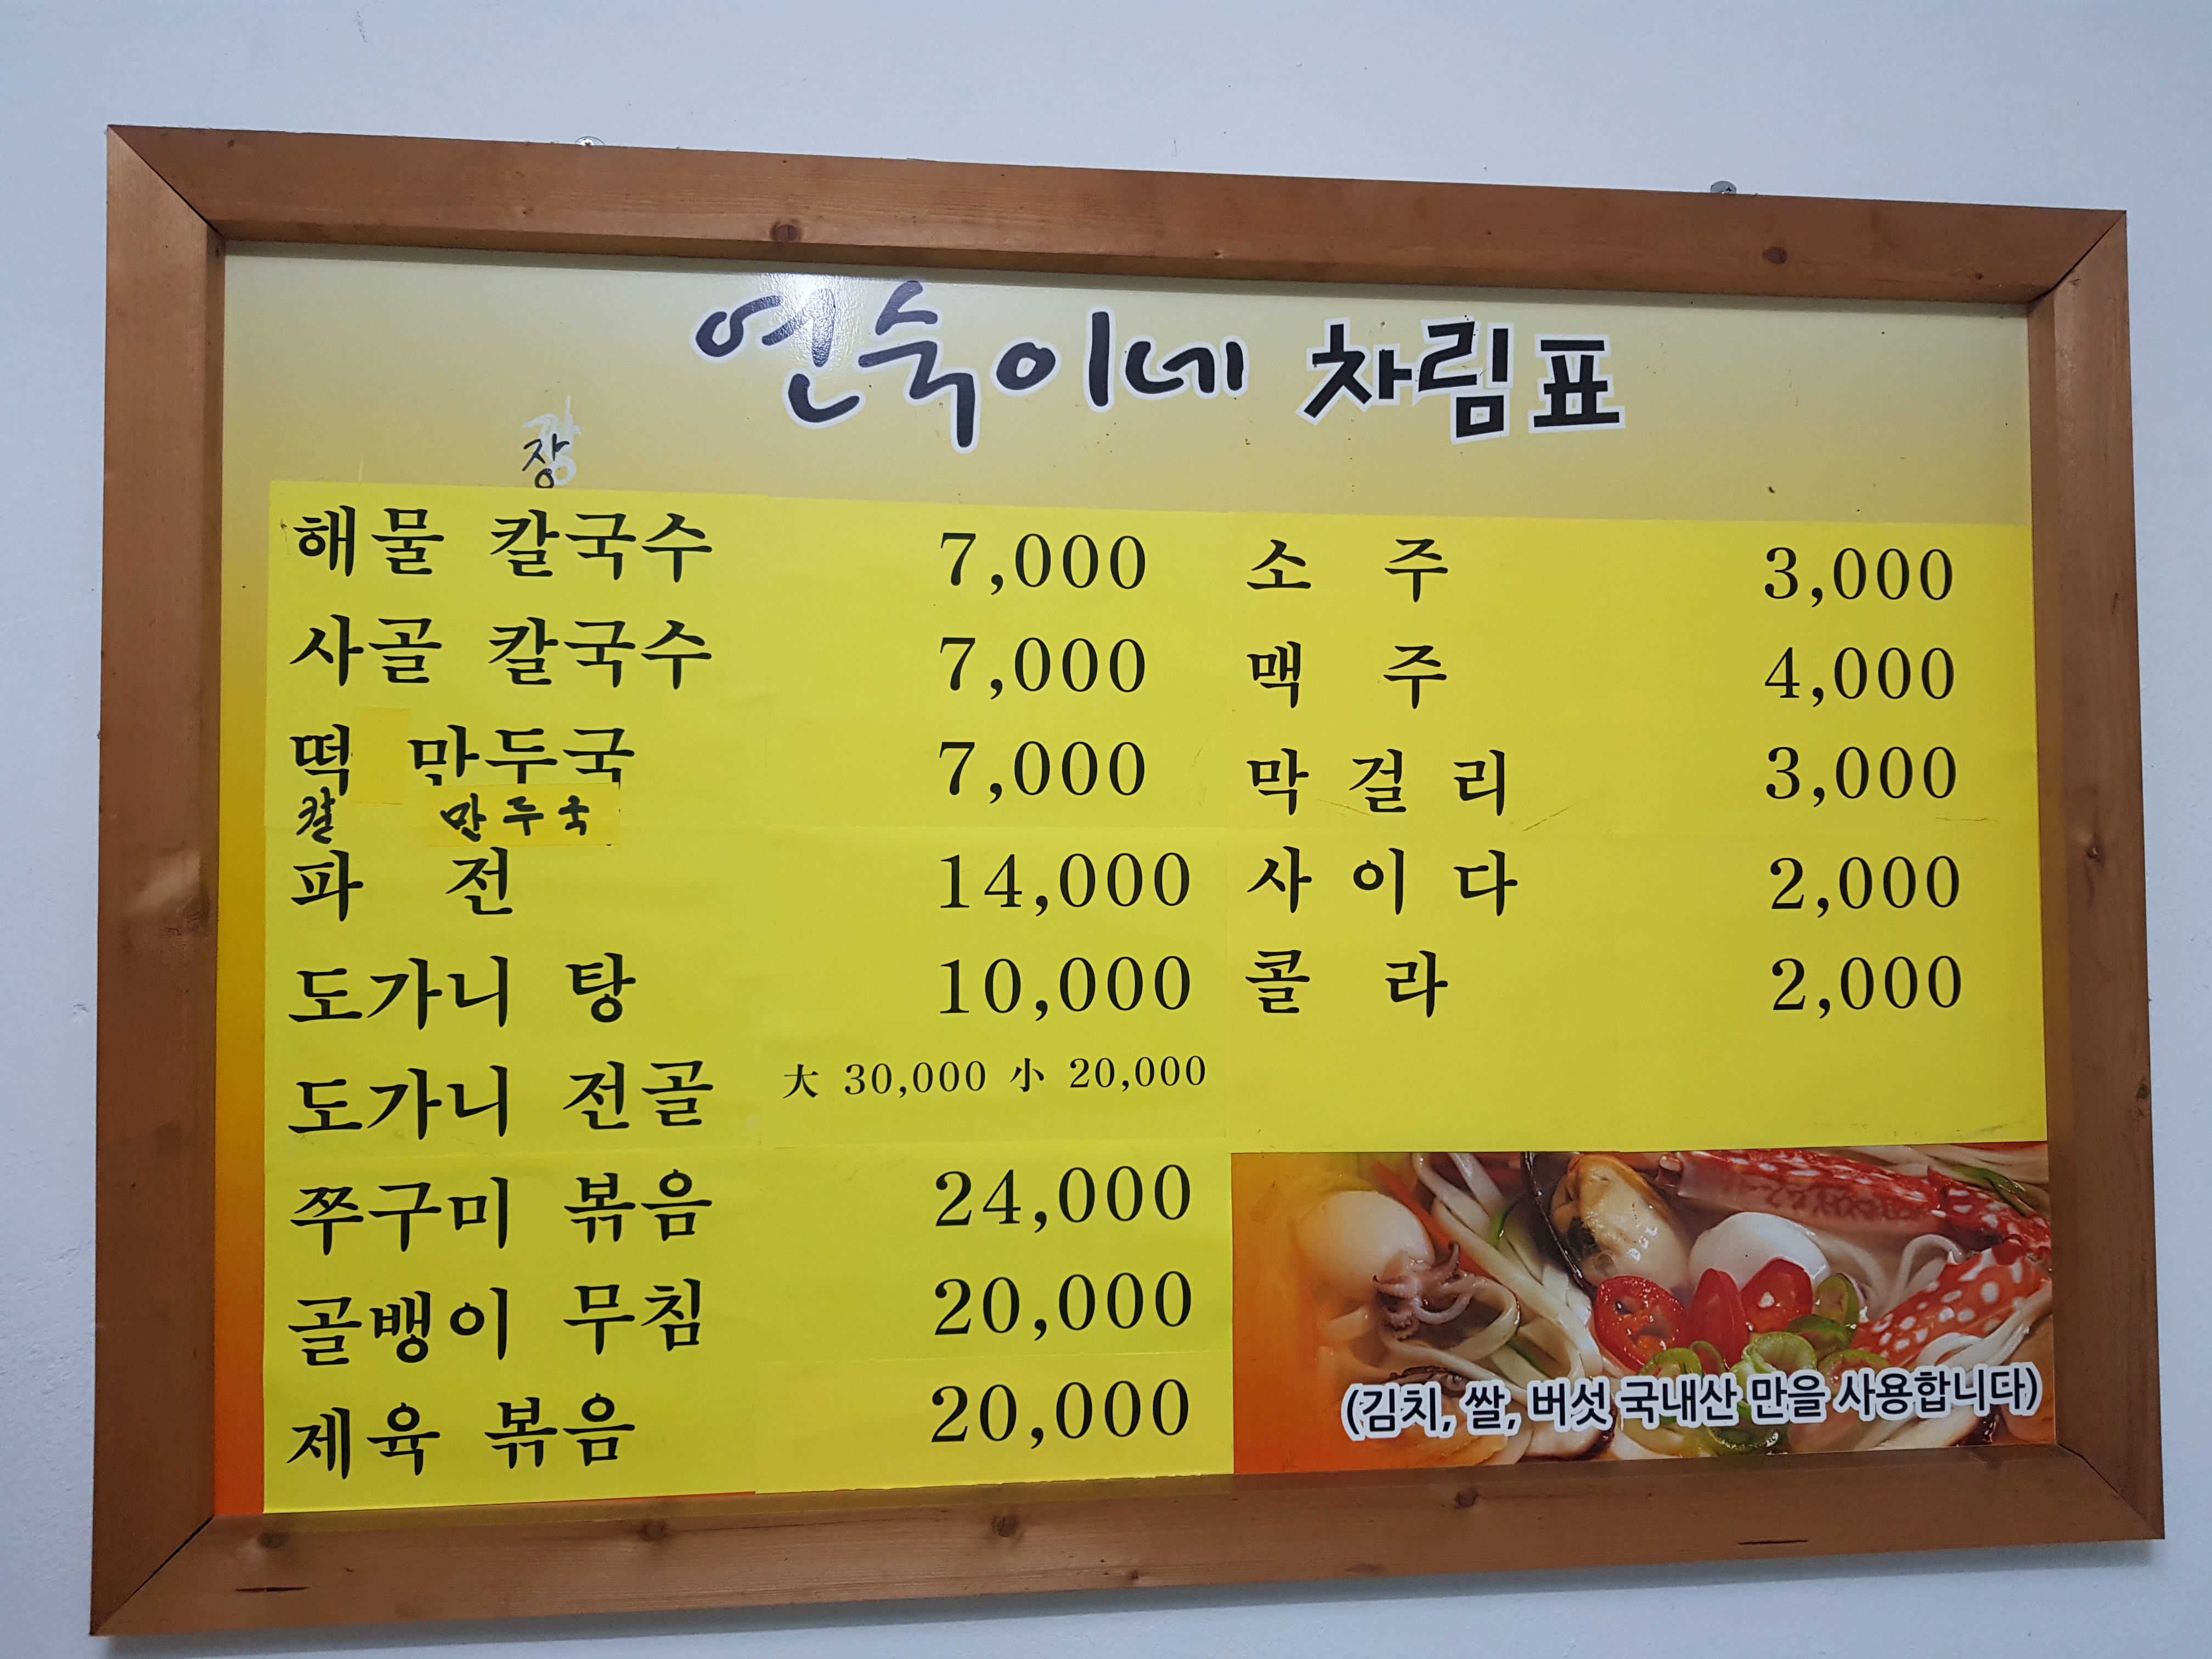 연숙이네 차림표
장
해물 칼국수 7,000
사골 칼국수 7,000
떡 만두국 7,000
칼 만두국
파 전 14,000
도가니 탕 10,000
도가니 전골 大 30,000 小 20,000
쭈구미 볶음 24,000
골뱅이 무침 20,000
제육 볶음 20,000
소 주 3,000
맥 주 4,000
막 걸 리 3,000
사 이 다 2,000
콜 라 2,000
(김치, 쌀, 버섯 국내산 만을 사용합니다)